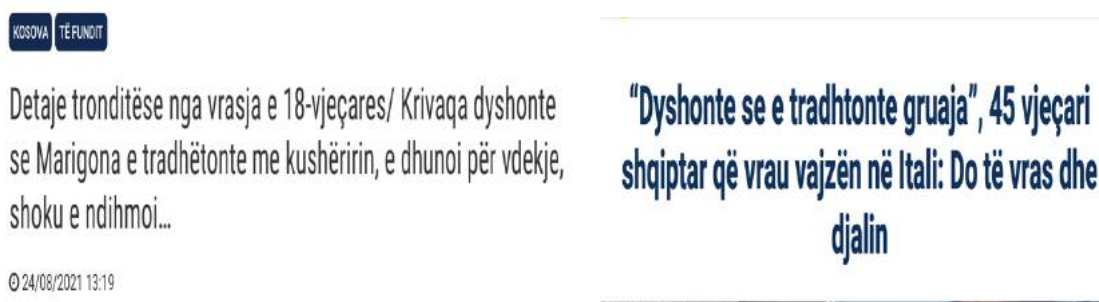 KOSOVA TË FUNDIT
Detaje tronditëse nga vrasja e 18-vjeçares/ Krivaqa dyshonte
se Marigona e tradhëtonte me kushëririn, e dhunoi për vdekje,
shoku e ndihmoi...
24/08/2021 13:19
“Dyshonte se e tradhtonte gruaja”, 45 vjeçari
shqiptar që vrau vajzën në Itali: Do të vras dhe
djalin